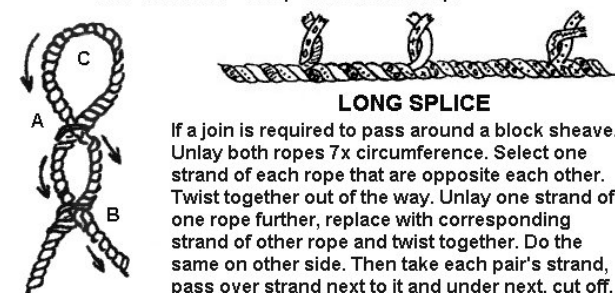 C
A
B
LONG SPLICE
If a join is required to pass around a block sheave.
Unlay both ropes 7x circumference. Select one
strand of each rope that are opposite each other.
Twist together out of the way. Unlay one strand of
one rope further, replace with corresponding
strand of other rope and twist together. Do the
same on other side. Then take each pair's strand,
pass over strand next to it and under next, cut off.